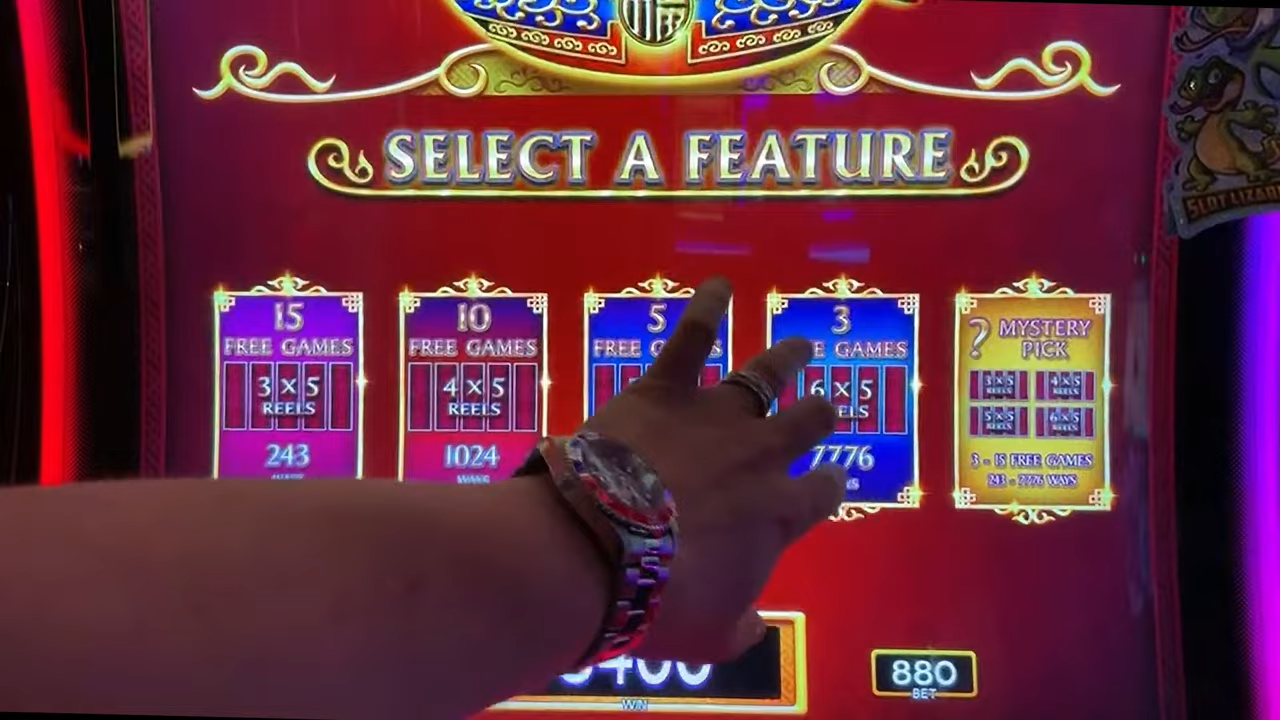 SELECT A FEATURE
15
FREE GAMES
3 X 5
REELS
243
10
FREE GAMES
4 X 5
REELS
1024
WAYS
5
FREE
3
GAMES
6 X 5
7776
? MYSTERY
PICK
3 X 5
REELS
4 X 5
REELS
5 X 5
REELS
6 X 5
REELS
3 - 15 FREE GAMES
243 - 7776 WAYS
WIN
880
BET
SLOT LIZARD